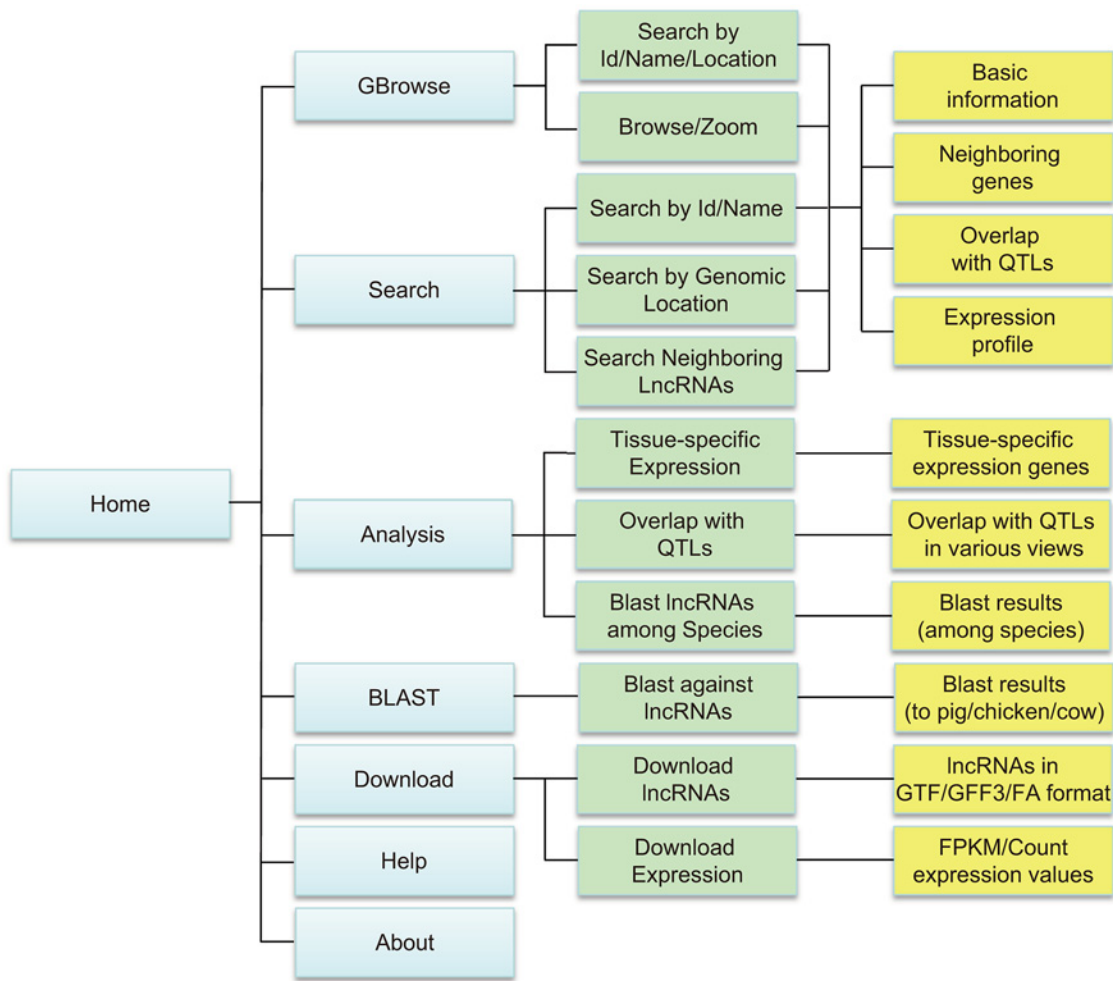 Home
GBrowse
Search
Analysis
BLAST
Download
Help
About
Search by
Id/Name/Location
Browse/Zoom
Search by Id/Name
Search by Genomic
Location
Search Neighboring
LncRNAs
Tissue-specific
Expression
Overlap with
QTLs
Blast lncRNAs
among Species
Blast against
lncRNAs
Download
lncRNAs
Download
Expression
Basic
information
Neighboring
genes
Overlap
with QTLs
Expression
profile
Tissue-specific
expression genes
Overlap with QTLs
in various views
Blast results
(among species)
Blast results
(to pig/chicken/cow)
lncRNAs in
GTF/GFF3/FA format
FPKM/Count
expression values